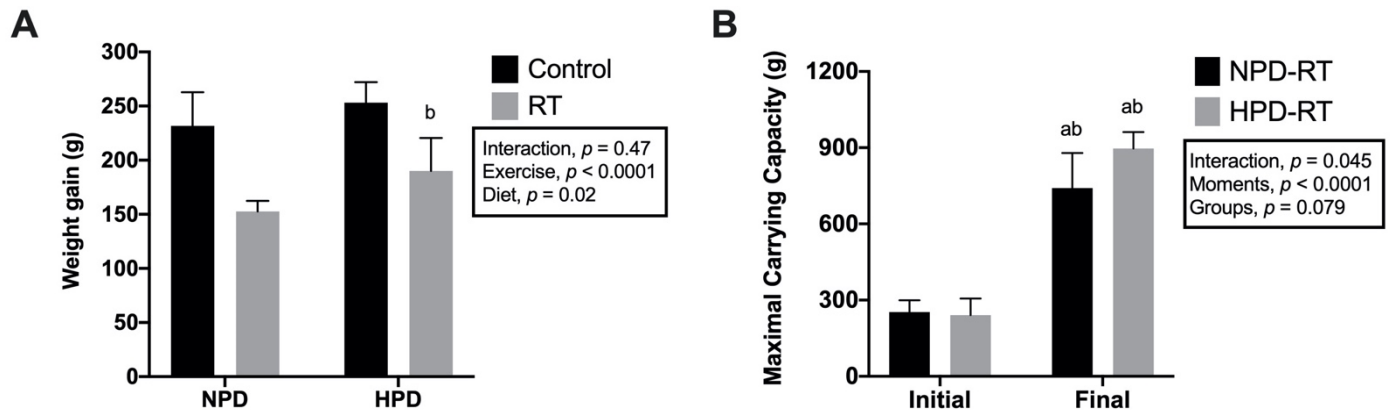 A
Weight gain (g)
300
250
200
150
100
50
0
b
NPD
HPD
Control
RT
Interaction, p = 0.47
Exercise, p < 0.0001
Diet, p = 0.02
B
Maximal Carrying Capacity (g)
1200
900
600
300
0
ab
ab
Initial
Final
NPD-RT
HPD-RT
Interaction, p = 0.045
Moments, p < 0.0001
Groups, p = 0.079